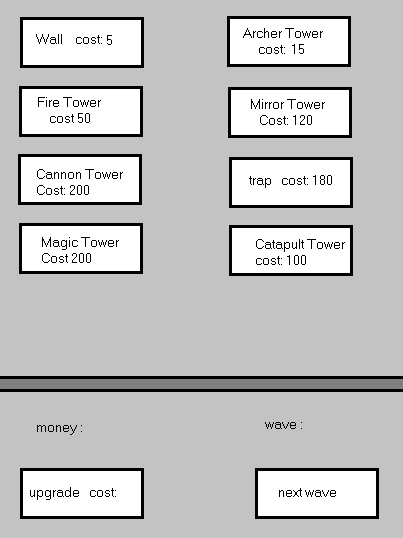 Wall cost: 5
Archer Tower
cost: 15
Fire Tower
cost 50
Mirror Tower
Cost: 120
Cannon Tower
Cost: 200
trap cost: 180
Magic Tower
Cost 200
Catapult Tower
cost: 100
money :
wave :
upgrade cost:
next wave